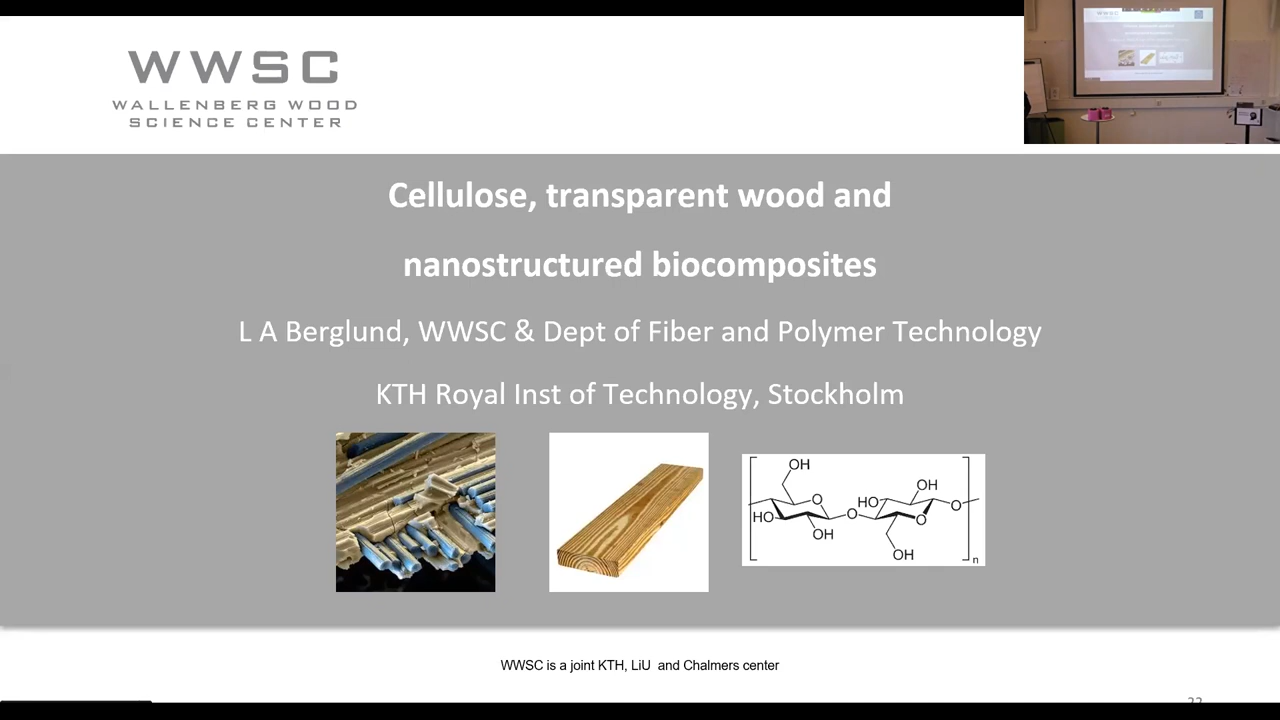 WWSC
WALLENBERG WOOD
SCIENCE CENTER
Cellulose, transparent wood and
nanostructured biocomposites
L A Berglund, WWSC & Dept of Fiber and Polymer Technology
KTH Royal Inst of Technology, Stockholm
OH
O
HO
OH
O
HO
OH
O
O
OH
n
WWSC is a joint KTH, LiU and Chalmers center